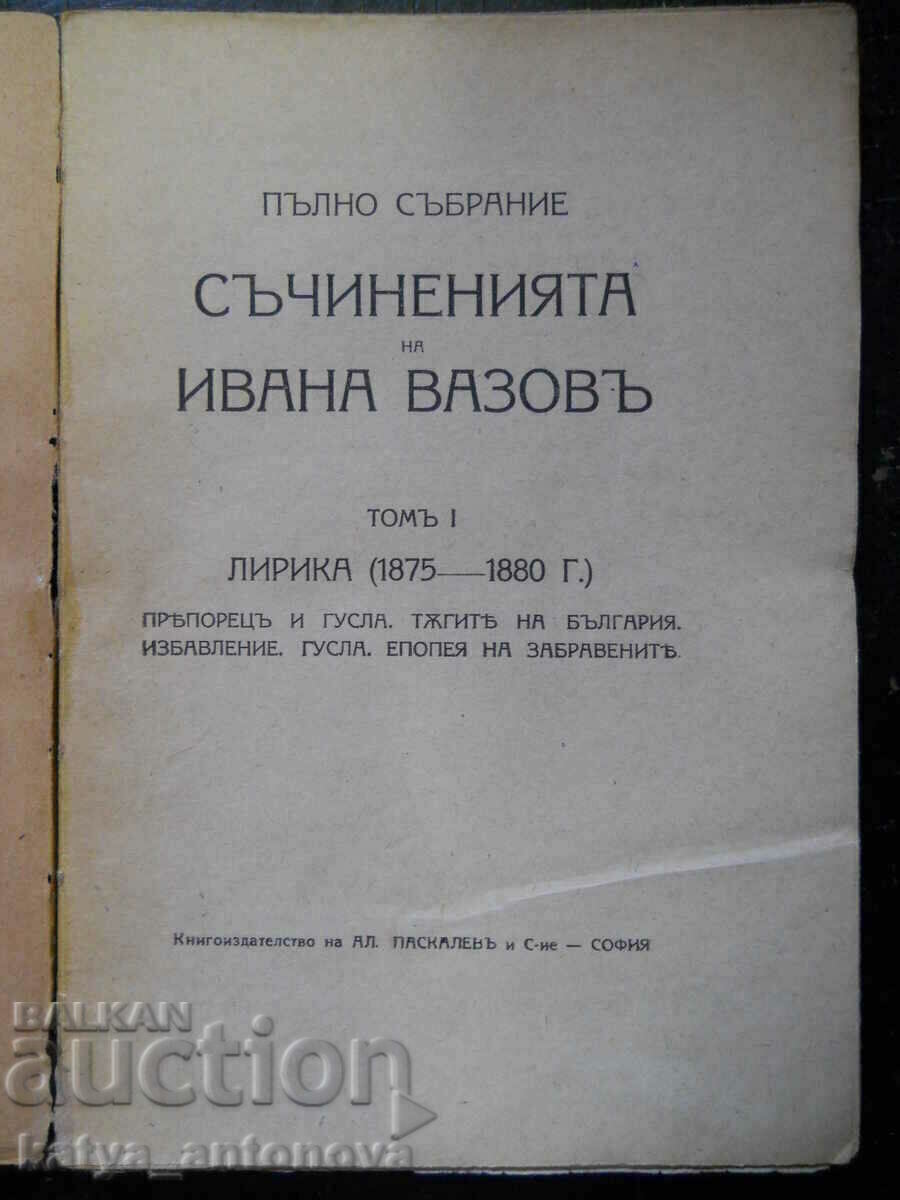 ПЪЛНО СЪБРАНИЕ
СЪЧИНЕНИЯТА
НА
ИВАНА ВАЗОВЪ
ТОМЪ I
ЛИРИКА (1875—1880 Г.)
ПРѢПОРЕЦЪ И ГУСЛА. ТѪГИТѢ НА БЪЛГАРИЯ.
ИЗБАВЛЕНИЕ. ГУСЛА. ЕПОПЕЯ НА ЗАБРАВЕНИТѢ.
Книгоиздателство на АЛ. ПАСКАЛЕВЪ и С-ие — СОФИЯ
BALKAN
auction
katya_antonova